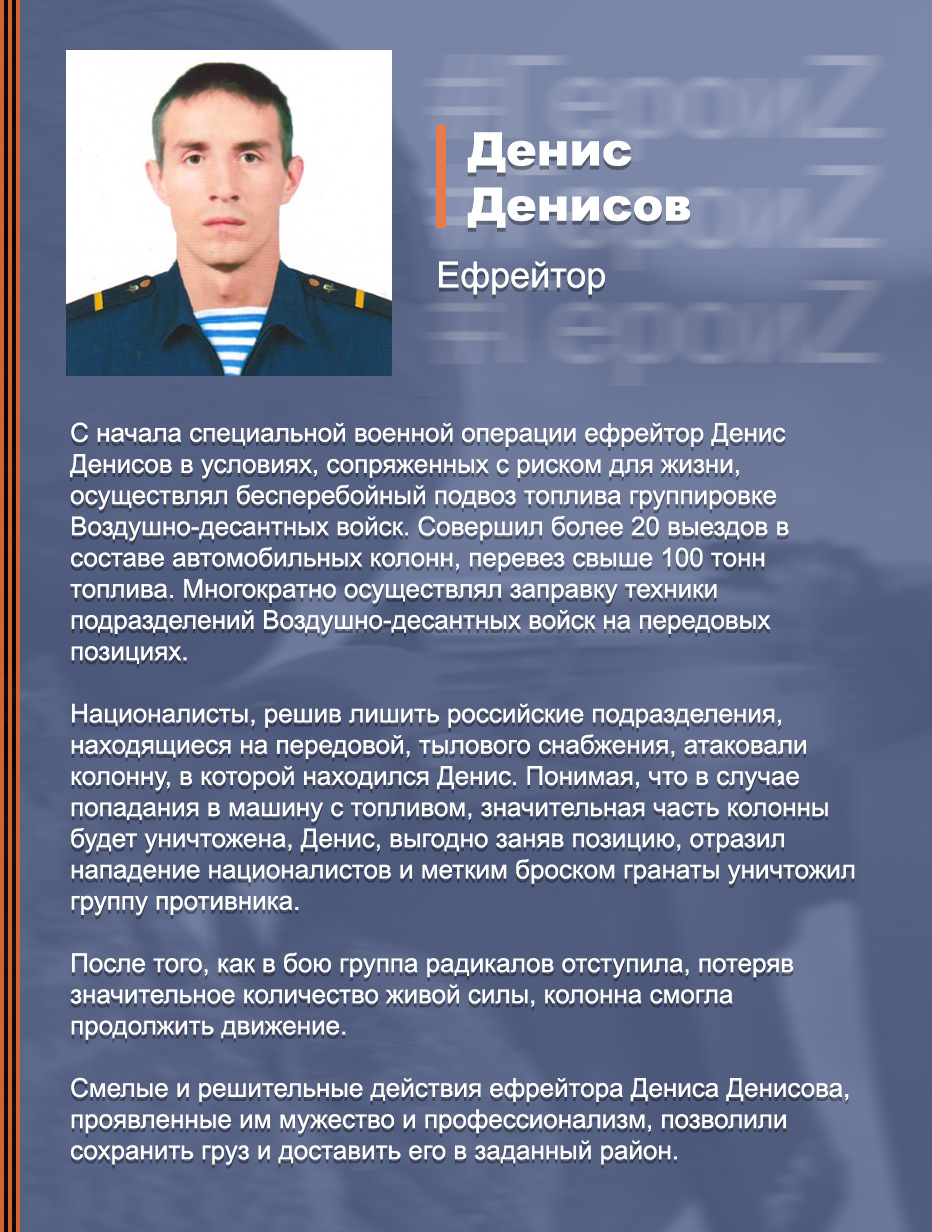 #ГероиZ
Денис
#ГероиZ
Денисов
Ефрейтор
#ГероиZ
С начала специальной военной операции ефрейтор Денис
Денисов в условиях, сопряженных с риском для жизни,
осуществлял бесперебойный подвоз топлива группировке
Воздушно-десантных войск. Совершил более 20 выездов в
составе автомобильных колонн, перевез свыше 100 тонн
топлива. Многократно осуществлял заправку техники
подразделений Воздушно-десантных войск на передовых
позициях.
Националисты, решив лишить российские подразделения,
находящиеся на передовой, тылового снабжения, атаковали
колонну, в которой находился Денис. Понимая, что в случае
попадания в машину с топливом, значительная часть колонны
будет уничтожена, Денис, выгодно заняв позицию, отразил
нападение националистов и метким броском гранаты уничтожил
группу противника.
После того, как в бою группа радикалов отступила, потеряв
значительное количество живой силы, колонна смогла
продолжить движение.
Смелые и решительные действия ефрейтора Дениса Денисова,
проявленные им мужество и профессионализм, позволили
сохранить груз и доставить его в заданный район.